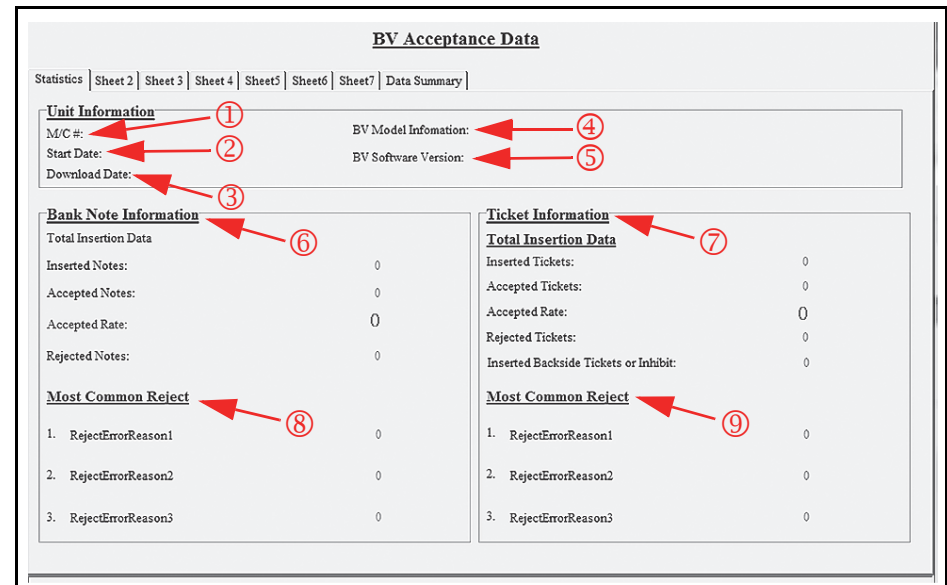 BV Acceptance Data
Statistics Sheet 2 Sheet 3 Sheet 4 Sheet5 Sheet6 Sheet7 Data Summary
Unit Information
M/C #:
①
Start Date:
②
Download Date:
③
BV Model Infomation:
④
BV Software Version:
⑤
Bank Note Information
⑥
Total Insertion Data
Inserted Notes: 0
Accepted Notes: 0
Accepted Rate: 0
Rejected Notes: 0
Most Common Reject
⑧
1. RejectErrorReason1 0
2. RejectErrorReason2 0
3. RejectErrorReason3 0
Ticket Information
⑦
Total Insertion Data
Inserted Tickets: 0
Accepted Tickets: 0
Accepted Rate: 0
Rejected Tickets: 0
Inserted Backside Tickets or Inhibit: 0
Most Common Reject
⑨
1. RejectErrorReason1 0
2. RejectErrorReason2 0
3. RejectErrorReason3 0